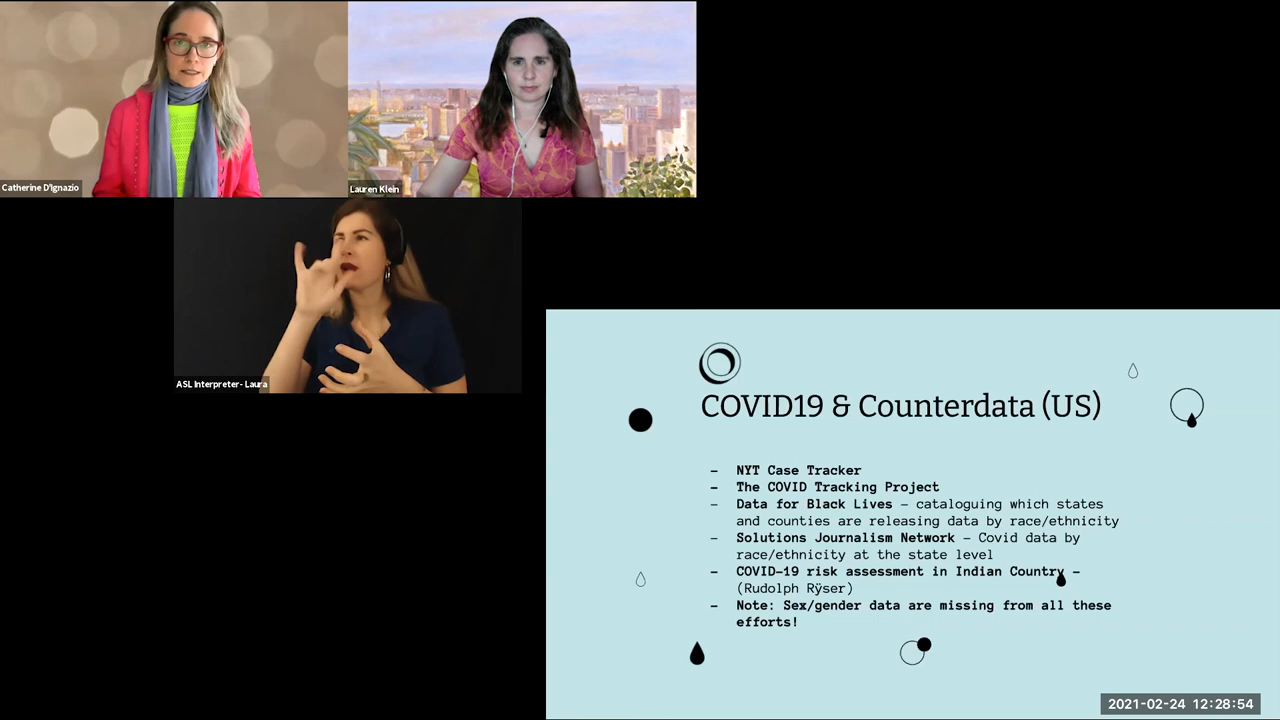 Catherine D'Ignazio
Lauren Klein
ASL Interpreter- Laura
COVID19 & Counterdata (US)
– NYT Case Tracker
– The COVID Tracking Project
– Data for Black Lives – cataloguing which states
and counties are releasing data by race/ethnicity
– Solutions Journalism Network – Covid data by
race/ethnicity at the state level
– COVID-19 risk assessment in Indian Country –
(Rudolph Rÿser)
– Note: Sex/gender data are missing from all these
efforts!
2021-02-24 12:28:54